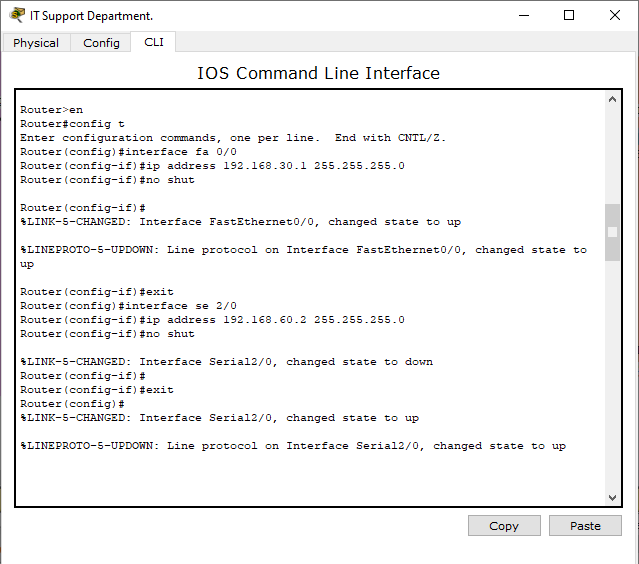 IT Support Department.
Physical Config CLI
IOS Command Line Interface
Router>en
Router#config t
Enter configuration commands, one per line.  End with CNTL/Z.
Router(config)#interface fa 0/0
Router(config-if)#ip address 192.168.30.1 255.255.255.0
Router(config-if)#no shut
Router(config-if)#
%LINK-5-CHANGED: Interface FastEthernet0/0, changed state to up
%LINEPROTO-5-UPDOWN: Line protocol on Interface FastEthernet0/0, changed state to
up
Router(config-if)#exit
Router(config)#interface se 2/0
Router(config-if)#ip address 192.168.60.2 255.255.255.0
Router(config-if)#no shut
%LINK-5-CHANGED: Interface Serial2/0, changed state to down
Router(config-if)#
Router(config-if)#exit
Router(config)#
%LINK-5-CHANGED: Interface Serial2/0, changed state to up
%LINEPROTO-5-UPDOWN: Line protocol on Interface Serial2/0, changed state to up
Copy Paste